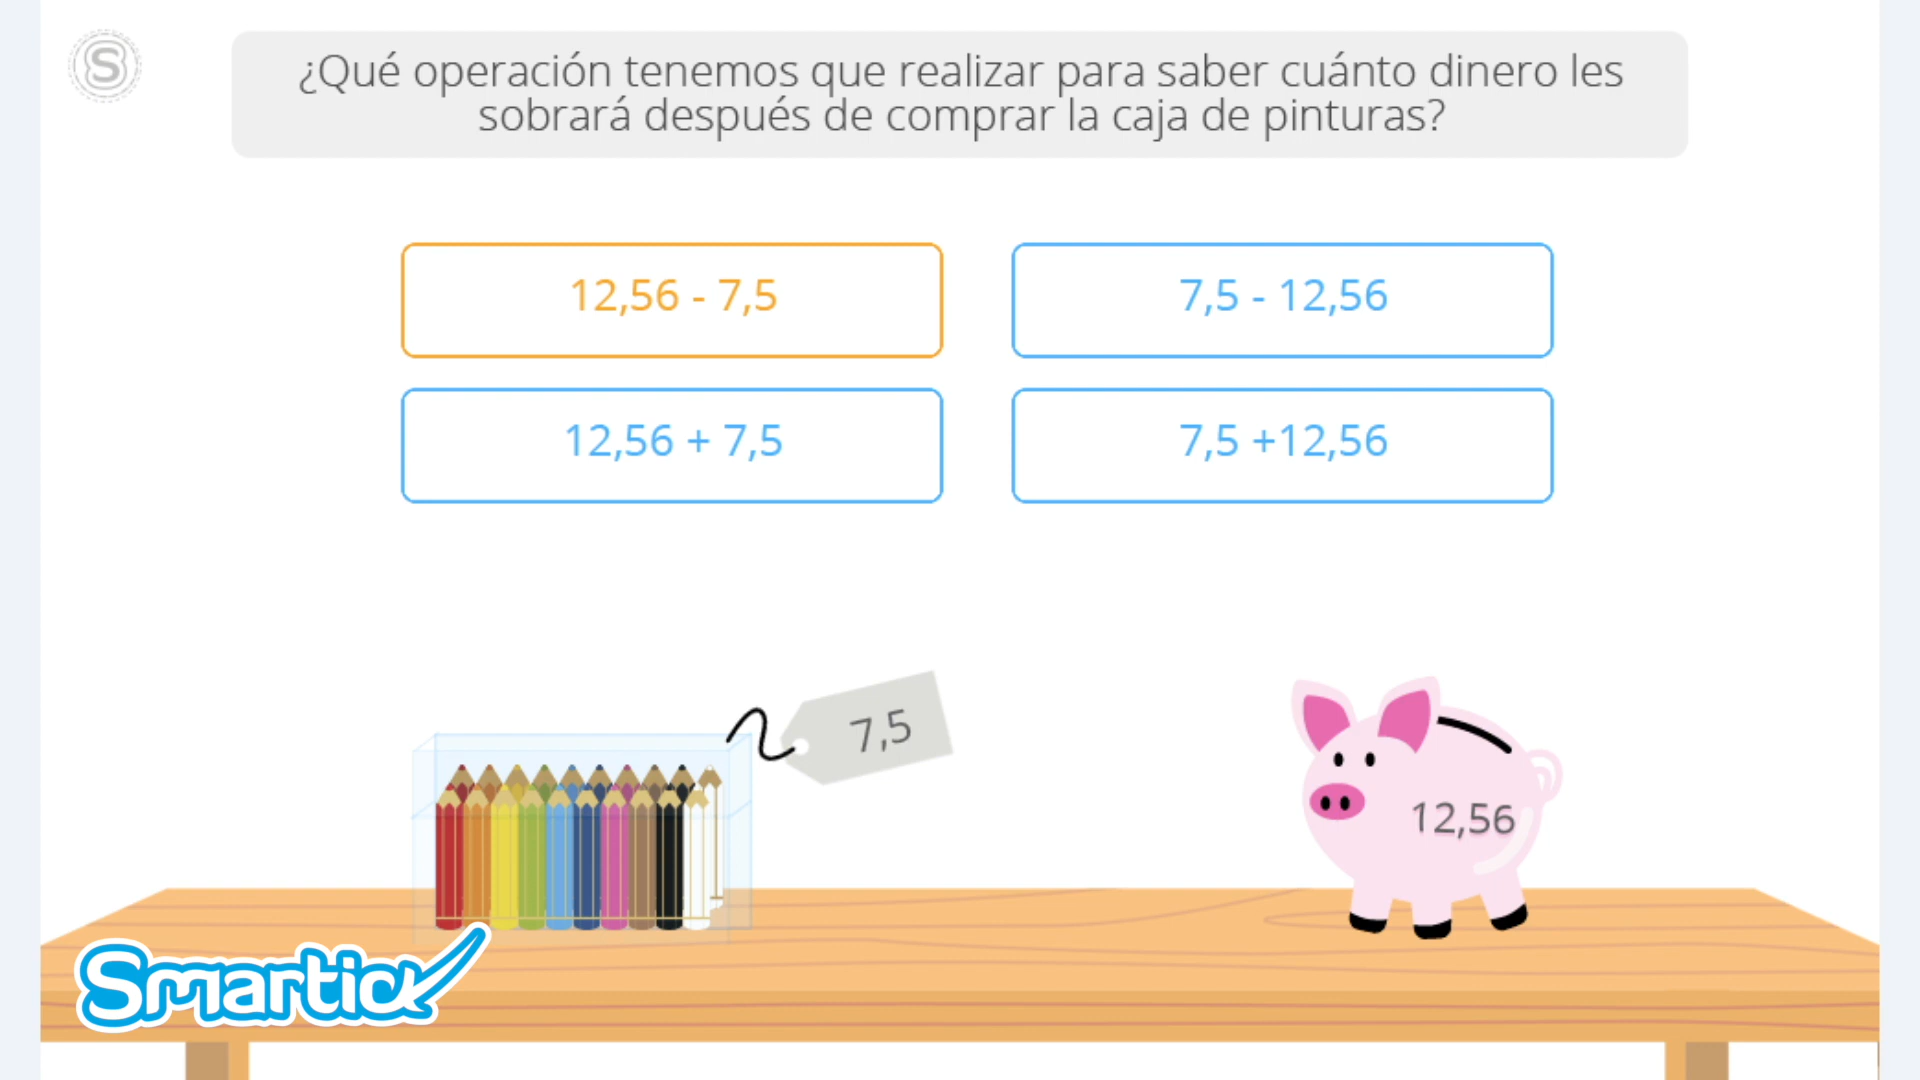 S
¿Qué operación tenemos que realizar para saber cuánto dinero les
sobrará después de comprar la caja de pinturas?
12,56 - 7,5
7,5 - 12,56
12,56 + 7,5
7,5 +12,56
7,5
12,56
Smartick